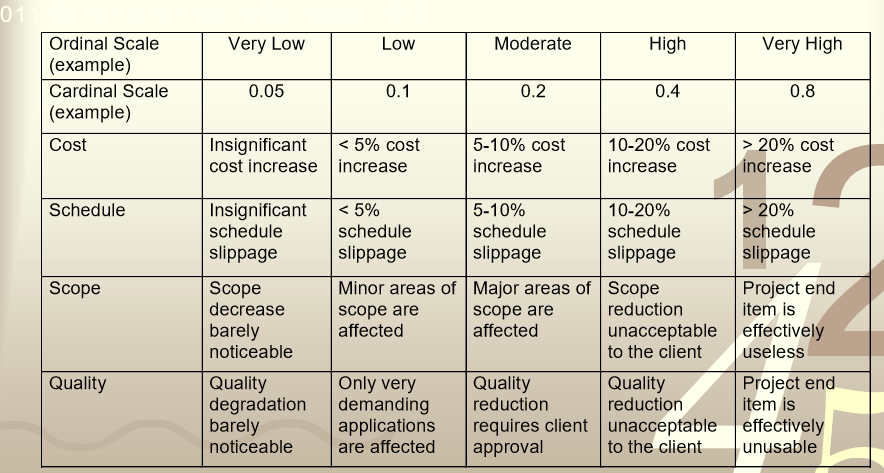 011
Ordinal Scale
(example)
Very Low
Low
Moderate
High
Very High
Cardinal Scale
(example)
0.05
0.1
0.2
0.4
0.8
Cost
Insignificant
cost increase
< 5% cost
increase
5-10% cost
increase
10-20% cost
increase
> 20% cost
increase
Schedule
Insignificant
schedule
slippage
< 5%
schedule
slippage
5-10%
schedule
slippage
10-20%
schedule
slippage
> 20%
schedule
slippage
Scope
Scope
decrease
barely
noticeable
Minor areas of
scope are
affected
Major areas of
scope are
affected
Scope
reduction
unacceptable
to the client
Project end
item is
effectively
useless
Quality
Quality
degradation
barely
noticeable
Only very
demanding
applications
are affected
Quality
reduction
requires client
approval
Quality
reduction
unacceptable
to the client
Project end
item is
effectively
unusable
1
2
4
5